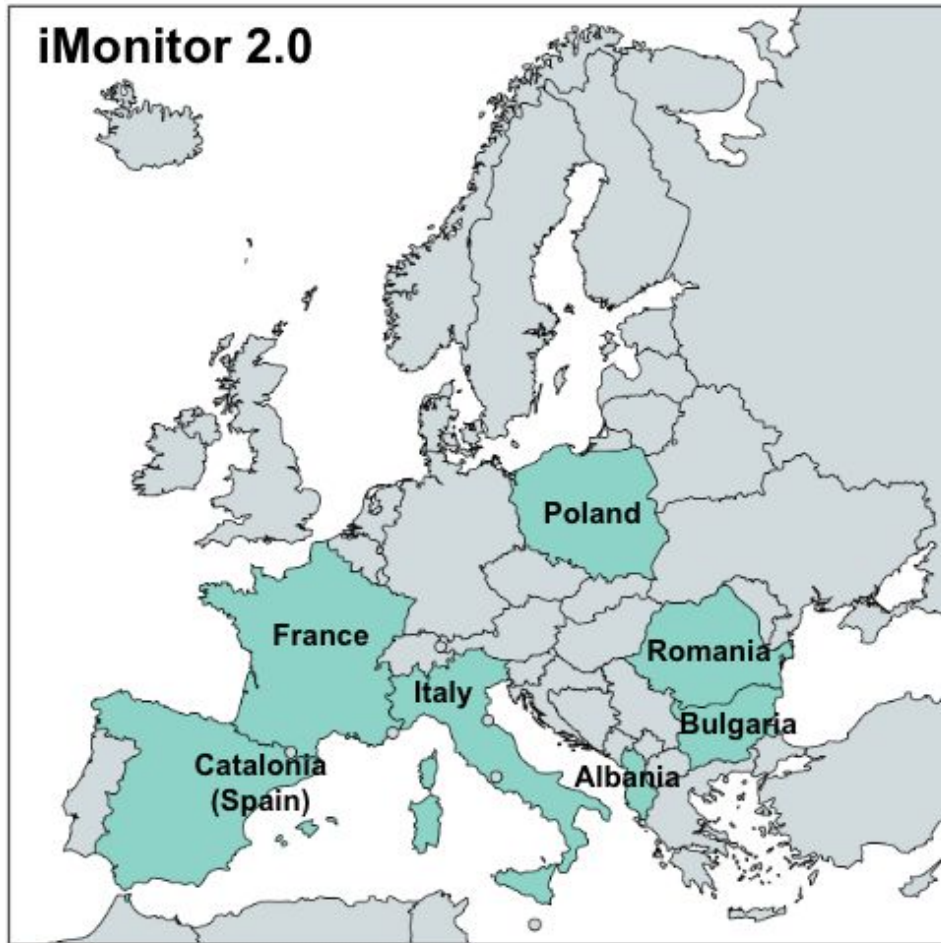 iMonitor 2.0
Poland
France
Romania
Italy
Bulgaria
Catalonia
(Spain)
Albania